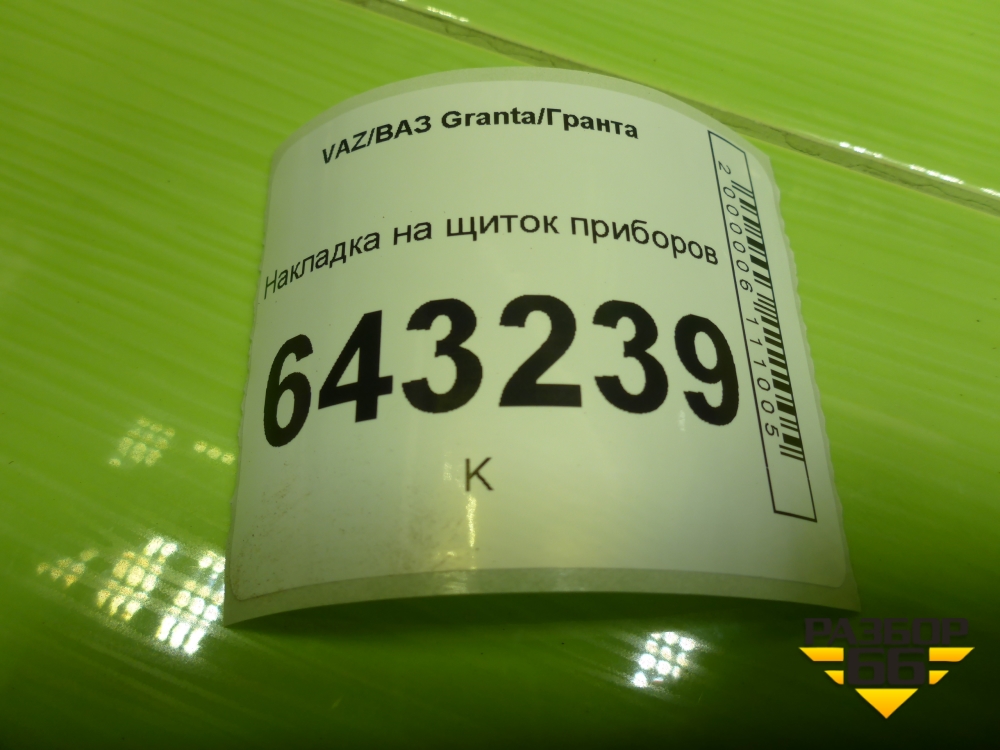 VAZ/ВАЗ Granta/Гранта
Накладка на щиток приборов
643239
К
2000006111005
РАЗБОР
66